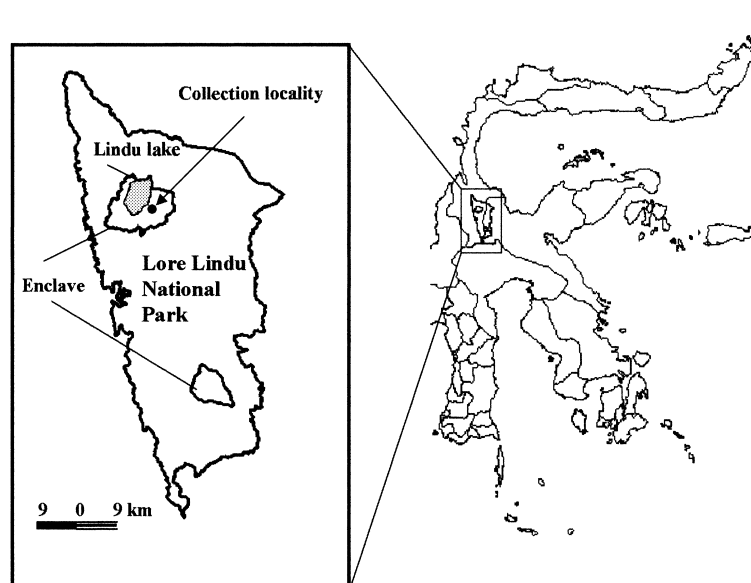 Collection locality
Lindu lake
Lore Lindu
National
Park
Enclave
9 0 9 km